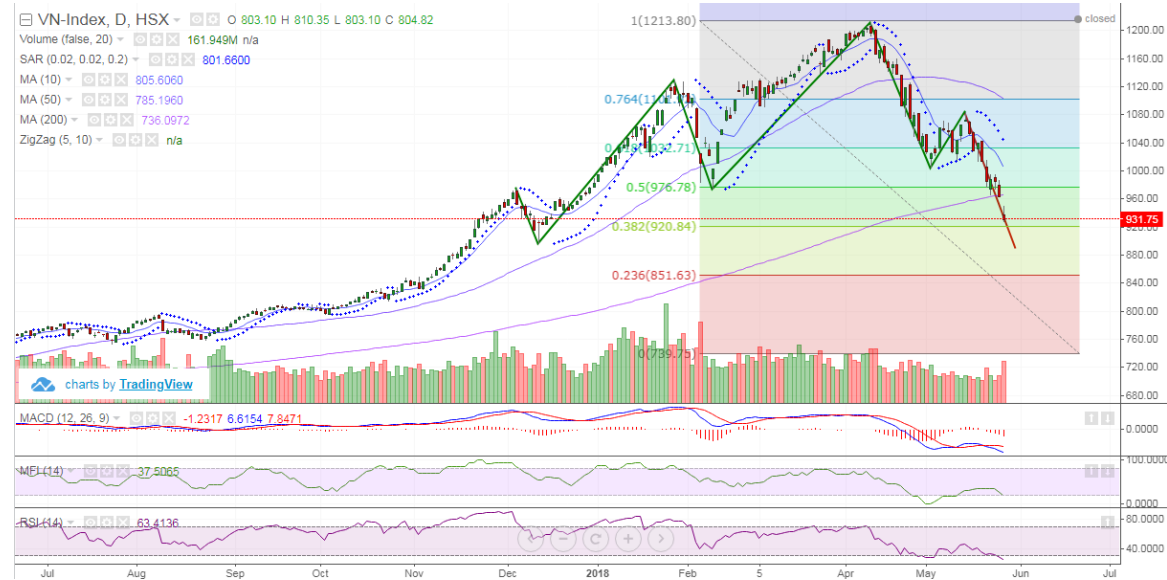 VN-Index, D, HSX O 803.10 H 810.35 L 803.10 C 804.82
Volume (false, 20) 161.949M n/a
SAR (0.02, 0.02, 0.2) 801.6600
MA (10) 805.6060
MA (50) 785.1960
MA (200) 736.0972
ZigZag (5, 10) n/a
1(1213.80)
closed
0.5(976.78)
0.382(920.84)
0.236(851.63)
0(739.75)
1200.00
1160.00
1120.00
1080.00
1040.00
1000.00
960.00
931.75
920.00
880.00
840.00
800.00
760.00
720.00
680.00
charts by TradingView
MACD (12, 26, 9) -1.2317 6.6154 7.8471
0.0000
MFI (14) 37.5065
100.0000
0.0000
RSI (14) 63.4136
80.0000
40.0000
Jul Aug Sep Oct Nov Dec 2018 Feb 5 Apr May Jun Jul